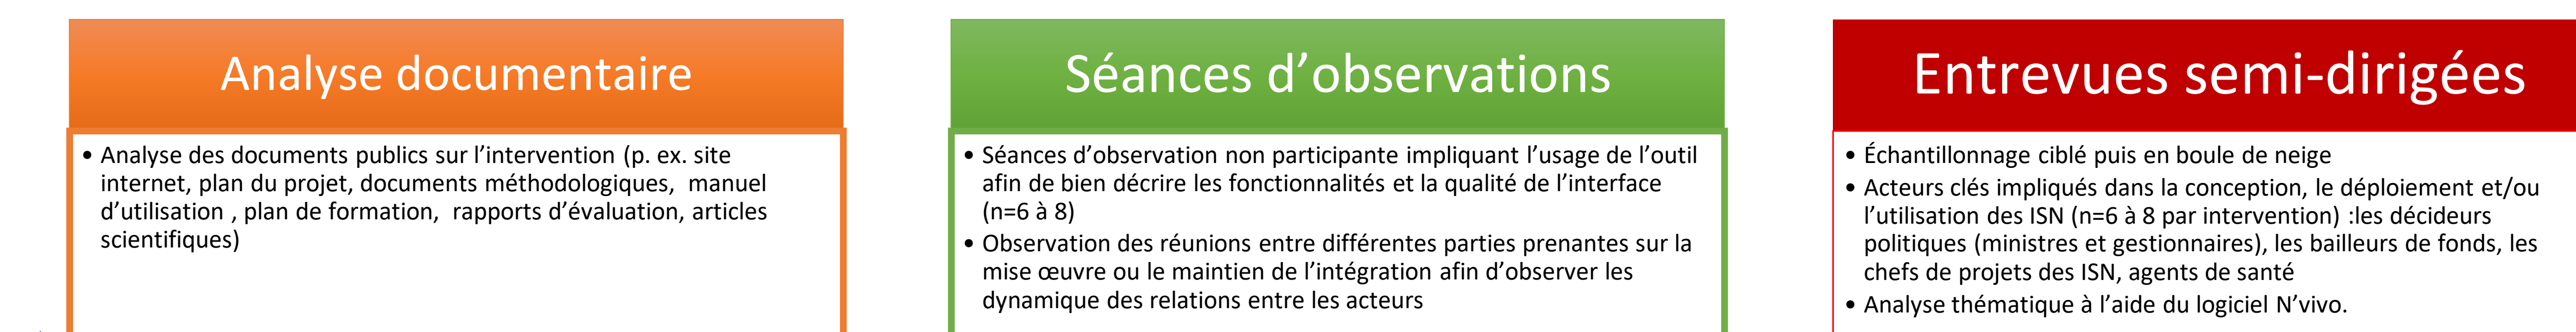 Analyse documentaire
• Analyse des documents publics sur l’intervention (p. ex. site
internet, plan du projet, documents méthodologiques, manuel
d’utilisation , plan de formation, rapports d’évaluation, articles
scientifiques)
Séances d’observations
• Séances d’observation non participante impliquant l’usage de l’outil
afin de bien décrire les fonctionnalités et la qualité de l’interface
(n=6 à 8)
• Observation des réunions entre différentes parties prenantes sur la
mise œuvre ou le maintien de l’intégration afin d’observer les
dynamique des relations entre les acteurs
Entrevues semi-dirigées
• Échantillonnage ciblé puis en boule de neige
• Acteurs clés impliqués dans la conception, le déploiement et/ou
l’utilisation des ISN (n=6 à 8 par intervention) :les décideurs
politiques (ministres et gestionnaires), les bailleurs de fonds, les
chefs de projets des ISN, agents de santé
• Analyse thématique à l’aide du logiciel N’vivo.